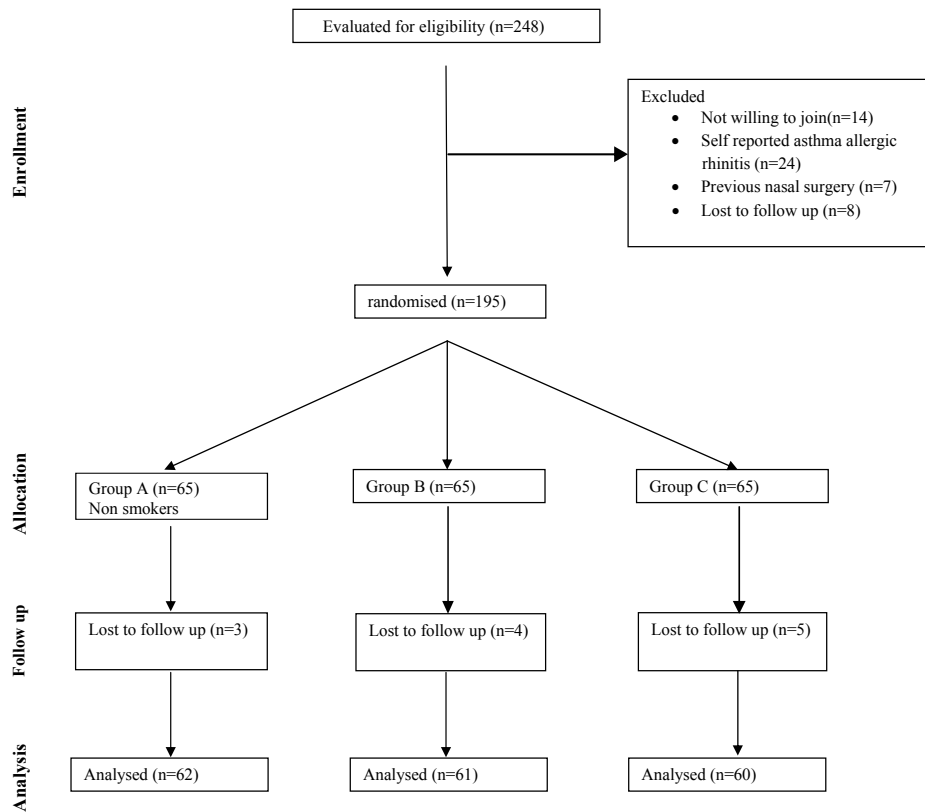 Evaluated for eligibility (n=248)
Enrollment
Excluded
• Not willing to join(n=14)
• Self reported asthma allergic
rhinitis (n=24)
• Previous nasal surgery (n=7)
• Lost to follow up (n=8)
randomised (n=195)
Allocation
Group A (n=65)
Non smokers
Group B (n=65)
Group C (n=65)
Follow up
Lost to follow up (n=3)
Lost to follow up (n=4)
Lost to follow up (n=5)
Analysis
Analysed (n=62)
Analysed (n=61)
Analysed (n=60)